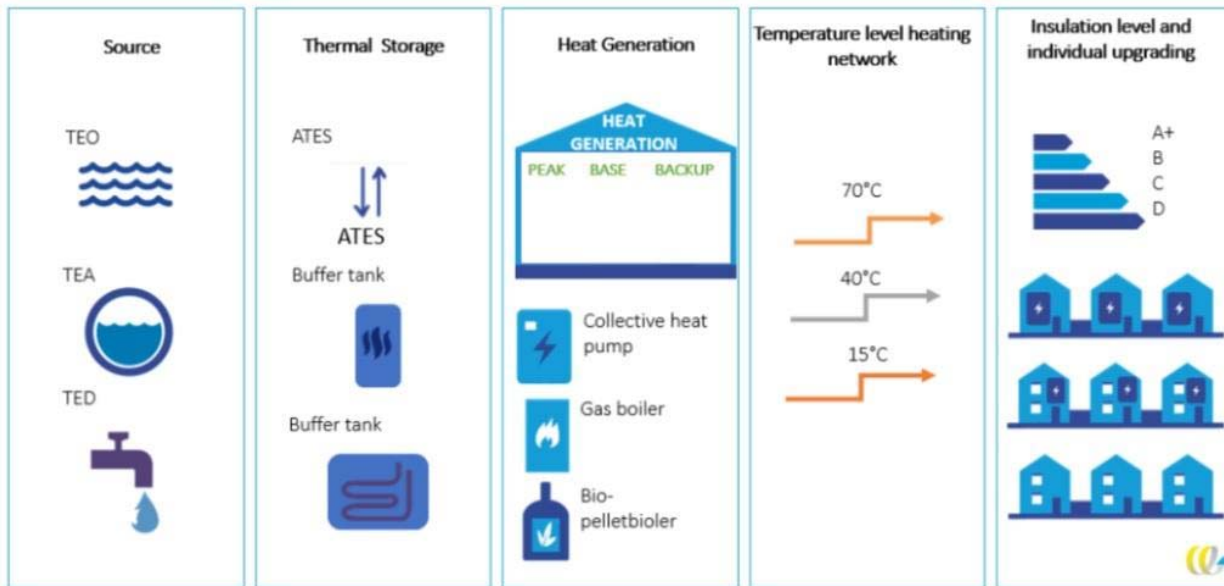 Source
TEO
TEA
TED
Thermal Storage
ATES
ATES
Buffer tank
Buffer tank
Heat Generation
HEAT
GENERATION
PEAK BASE BACKUP
Collective heat
pump
Gas boiler
Bio-
pelletbioler
Temperature level heating
network
70°C
40°C
15°C
Insulation level and
individual upgrading
A+
B
C
D